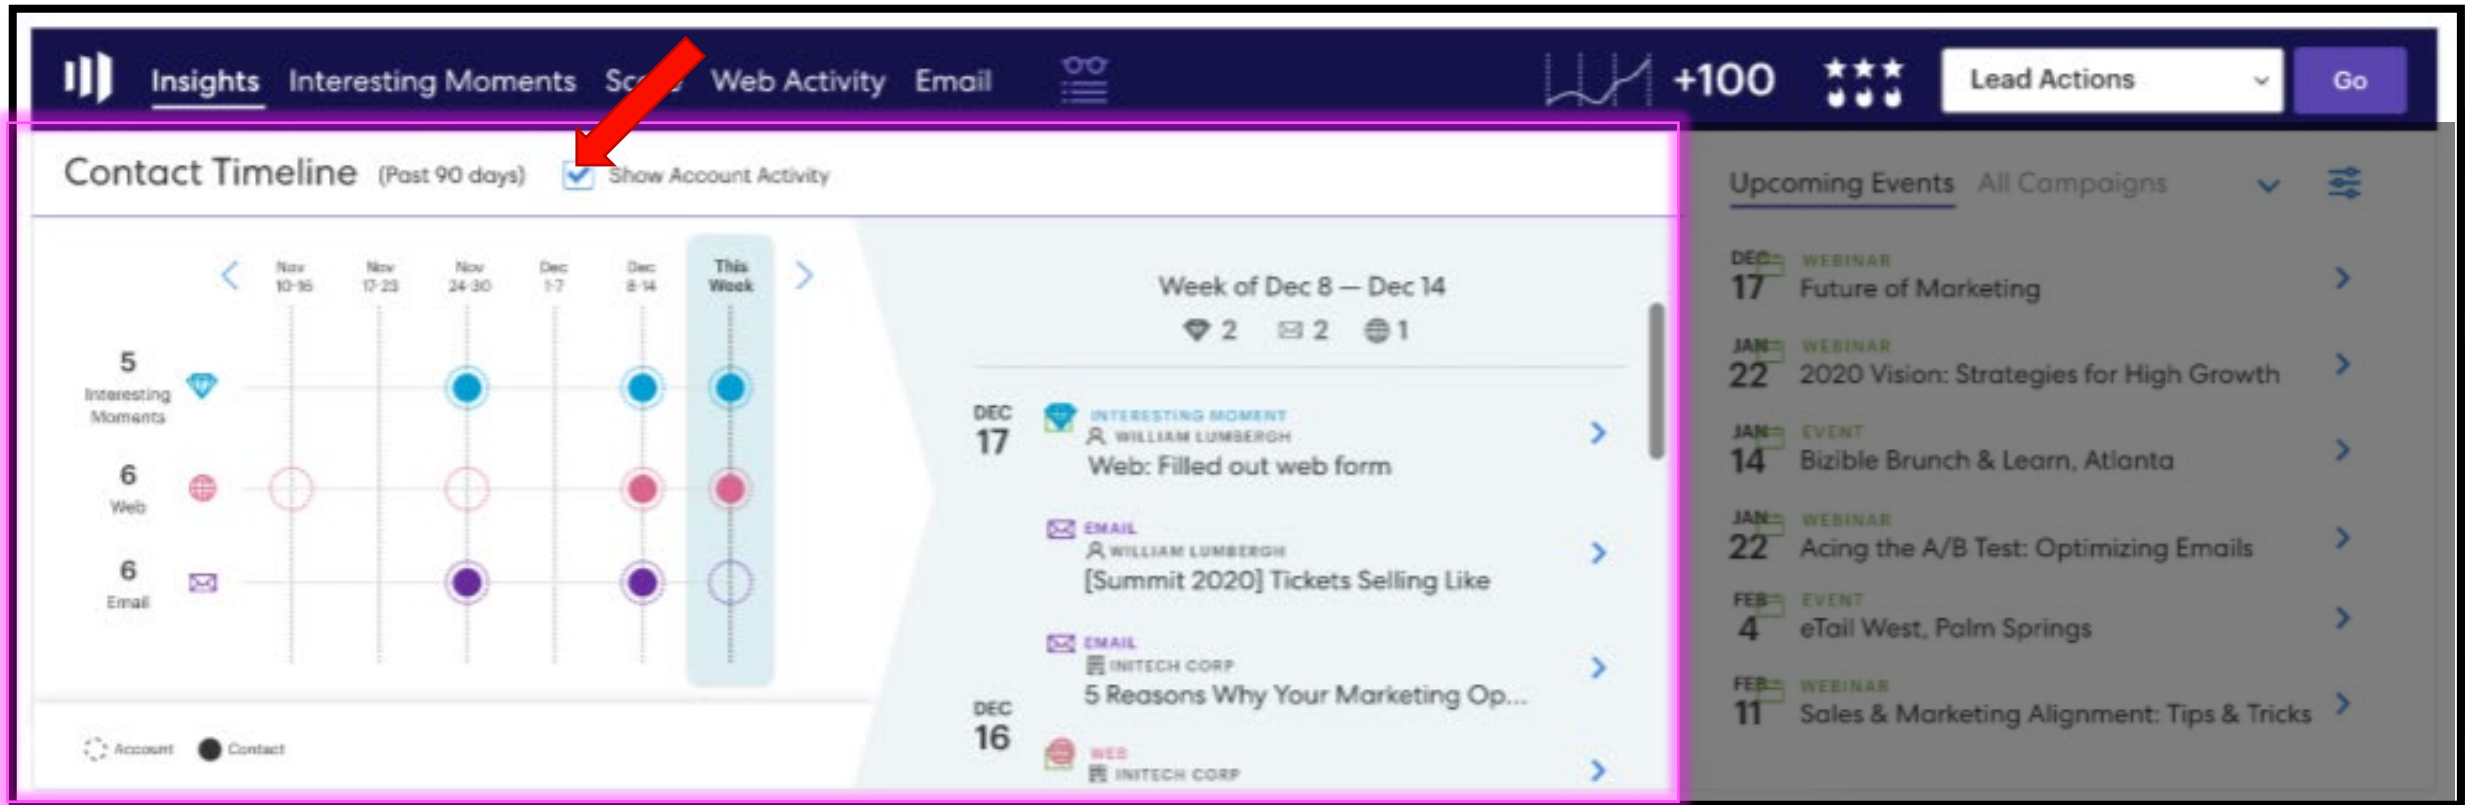 Insights Interesting Moments Web Activity Email +100 Lead Actions Go
Contact Timeline (Past 90 days) Show Account Activity
Nov 10-16
Nov 17-23
Nov 24-30
Dec 1-7
Dec 8-14
This Week
5
Interesting
Moments
6
Web
6
Email
Account Contact
Week of Dec 8 — Dec 14
2 2 1
DEC
17
INTERESTING MOMENT
WILLIAM LUMBERGH
Web: Filled out web form
EMAIL
WILLIAM LUMBERGH
[Summit 2020] Tickets Selling Like
EMAIL
INITECH CORP
5 Reasons Why Your Marketing Op...
DEC
16
WEB
INITECH CORP
Upcoming Events All Campaigns
DEC
17
WEBINAR
Future of Marketing
JAN
22
WEBINAR
2020 Vision: Strategies for High Growth
JAN
14
EVENT
Bizible Brunch & Learn, Atlanta
JAN
22
WEBINAR
Acing the A/B Test: Optimizing Emails
FEB
4
EVENT
eTail West, Palm Springs
FEB
11
WEBINAR
Sales & Marketing Alignment: Tips & Tricks